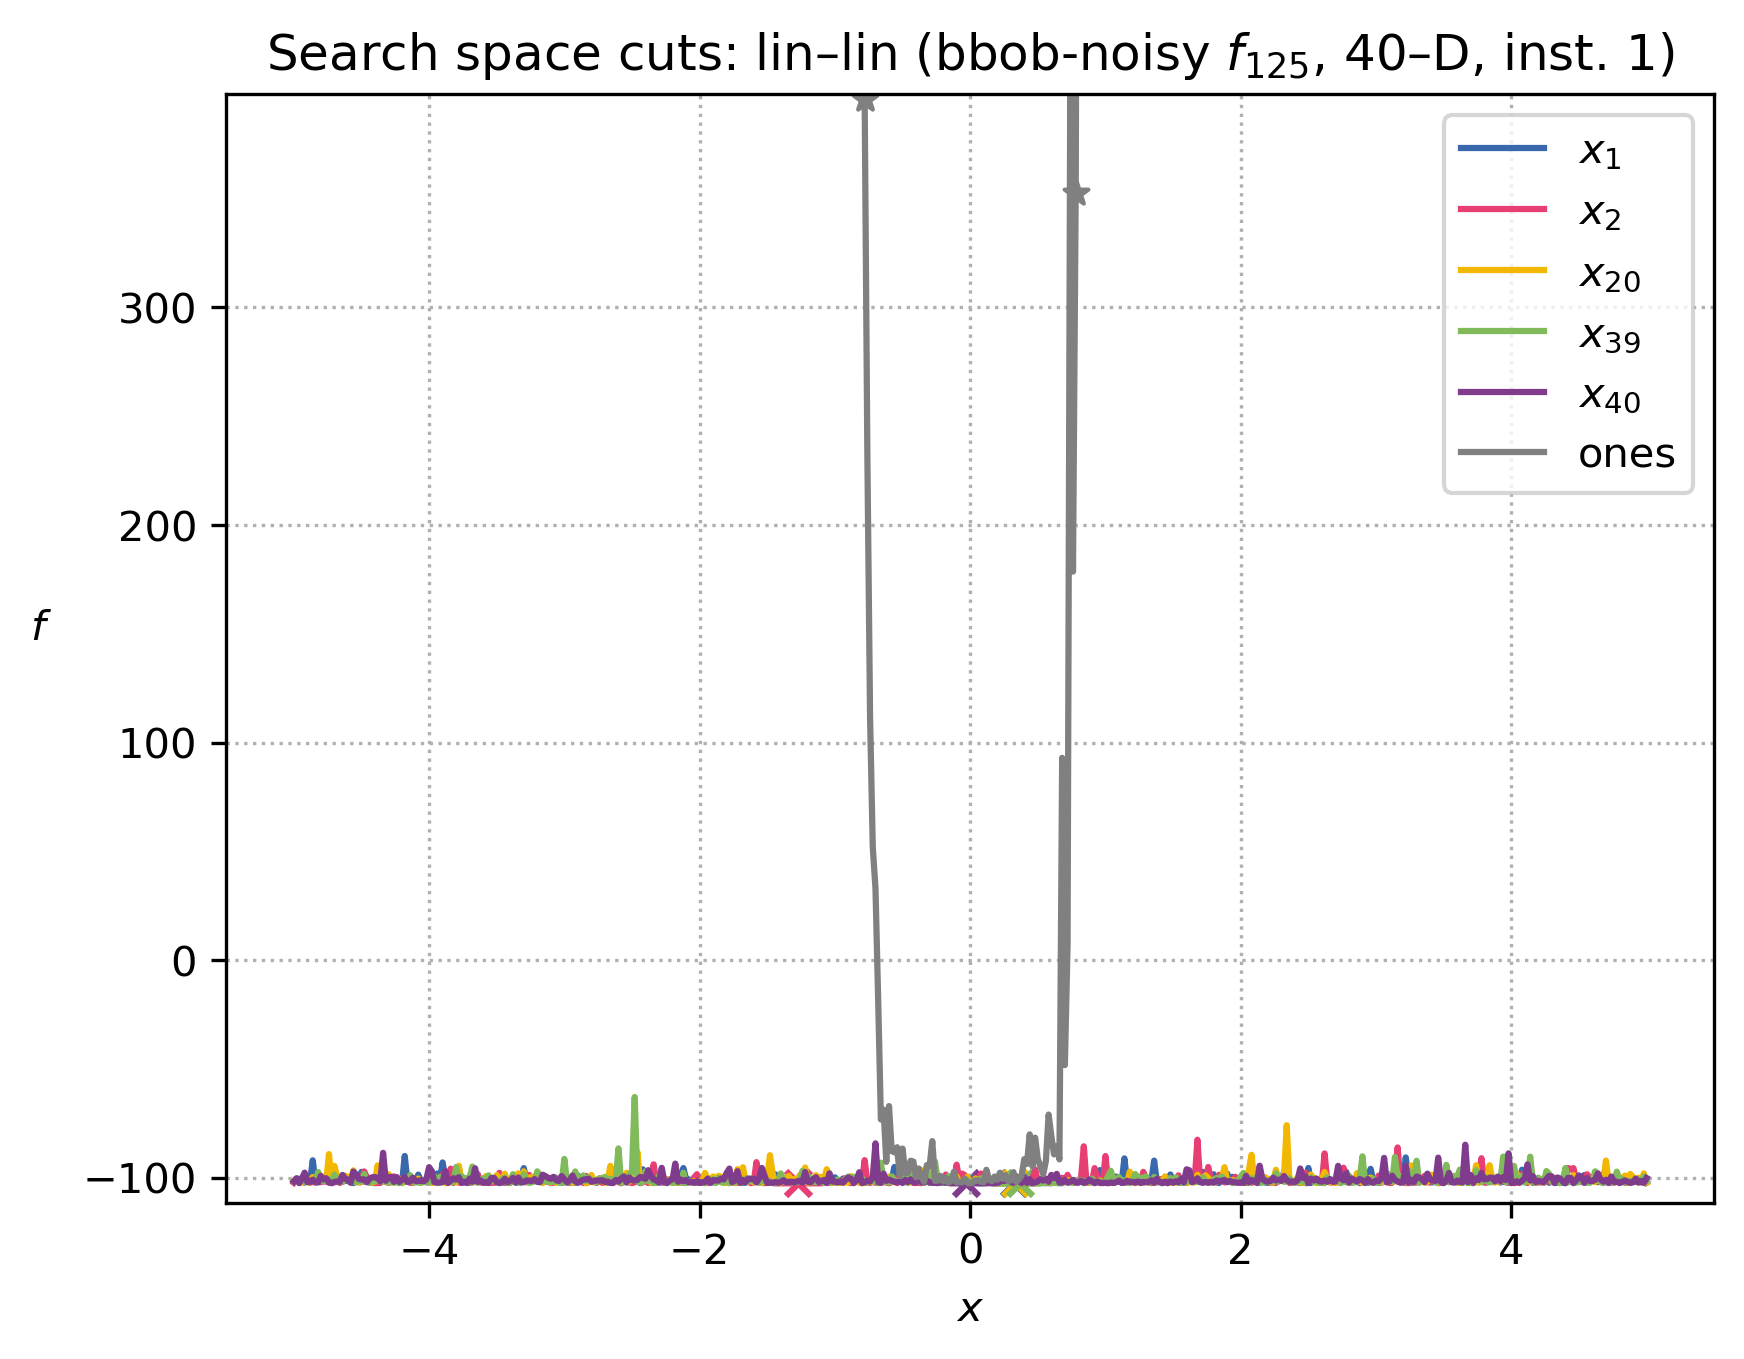 Search space cuts: lin–lin (bbob-noisy f₁₂₅, 40–D, inst. 1)
x₁
x₂
x₂₀
x₃₉
x₄₀
ones
300
200
100
0
−100
f
−4
−2
0
2
4
x